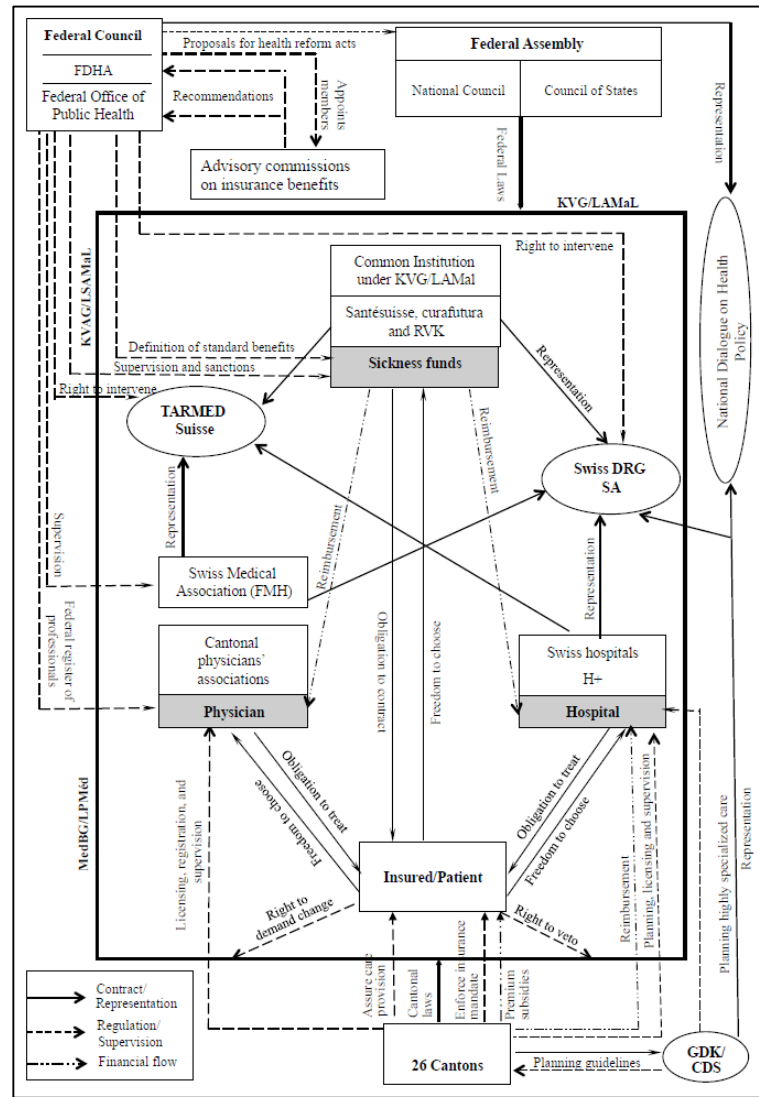 Federal Council
FDHA
Federal Office of
Public Health
Proposals for health reform acts
Recommendations
Appoints
members
Advisory commissions
on insurance benefits
Federal Assembly
National Council
Council of States
Federal Laws
Representation
KVG/LAMaL
KVAG/LSAMaL
Right to intervene
Common Institution
under KVG/LAMal
Santésuisse, curafutura
and RVK
Sickness funds
Definition of standard benefits
Supervision and sanctions
Right to intervene
National Dialogue on Health
Policy
TARMED
Suisse
Representation
Reimbursement
Swiss DRG
SA
Representation
Reimbursement
Representation
Supervision
Swiss Medical
Association (FMH)
Federal register of
professionals
Cantonal
physicians'
associations
Physician
Obligation to contract
Freedom to choose
Swiss hospitals
H+
Hospital
MedBG/LPMéd
Licensing, registration, and
supervision
Obligation to treat
Freedom to choose
Obligation to treat
Freedom to choose
Insured/Patient
Right to
demand change
Right to veto
Reimbursement
Planning, licensing and supervision
Planning highly specialized care
Representation
Assure care
provision
Cantonal
laws
Enforce insurance
mandate
Premium
subsidies
26 Cantons
Planning guidelines
GDK/
CDS
Contract/
Representation
Regulation/
Supervision
Financial flow